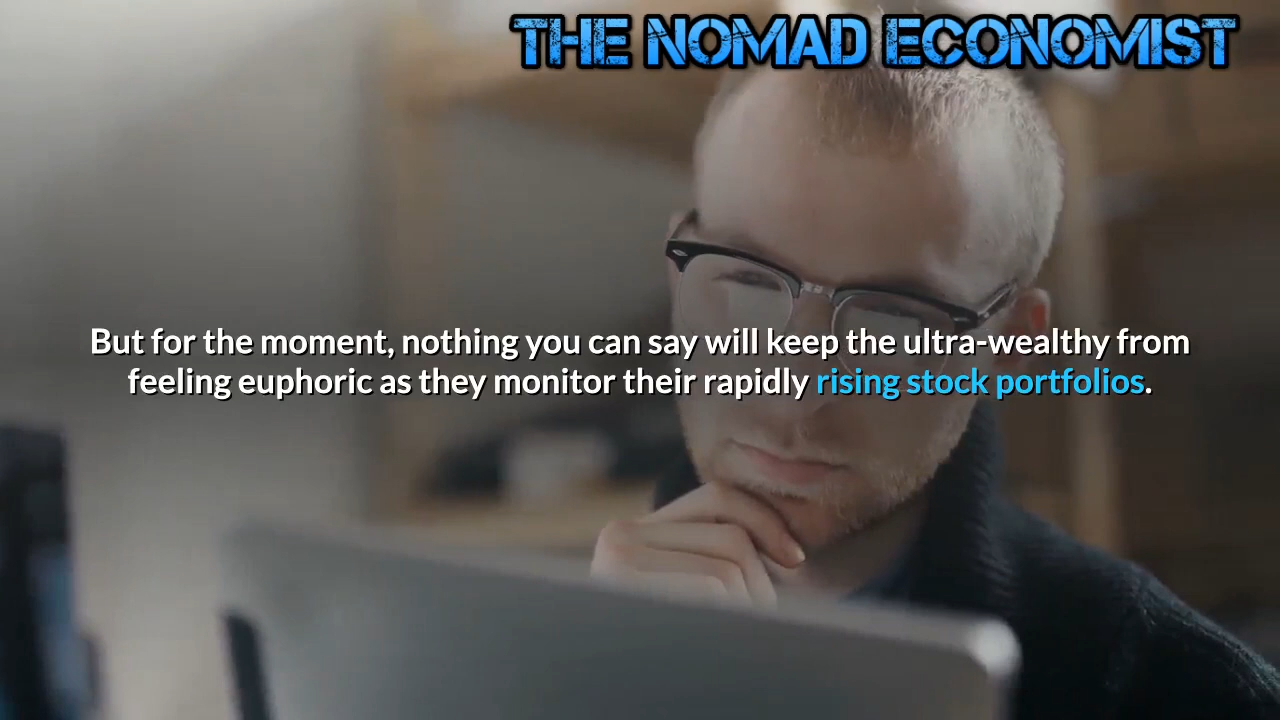 THE NOMAD ECONOMIST
But for the moment, nothing you can say will keep the ultra-wealthy from
feeling euphoric as they monitor their rapidly rising stock portfolios.